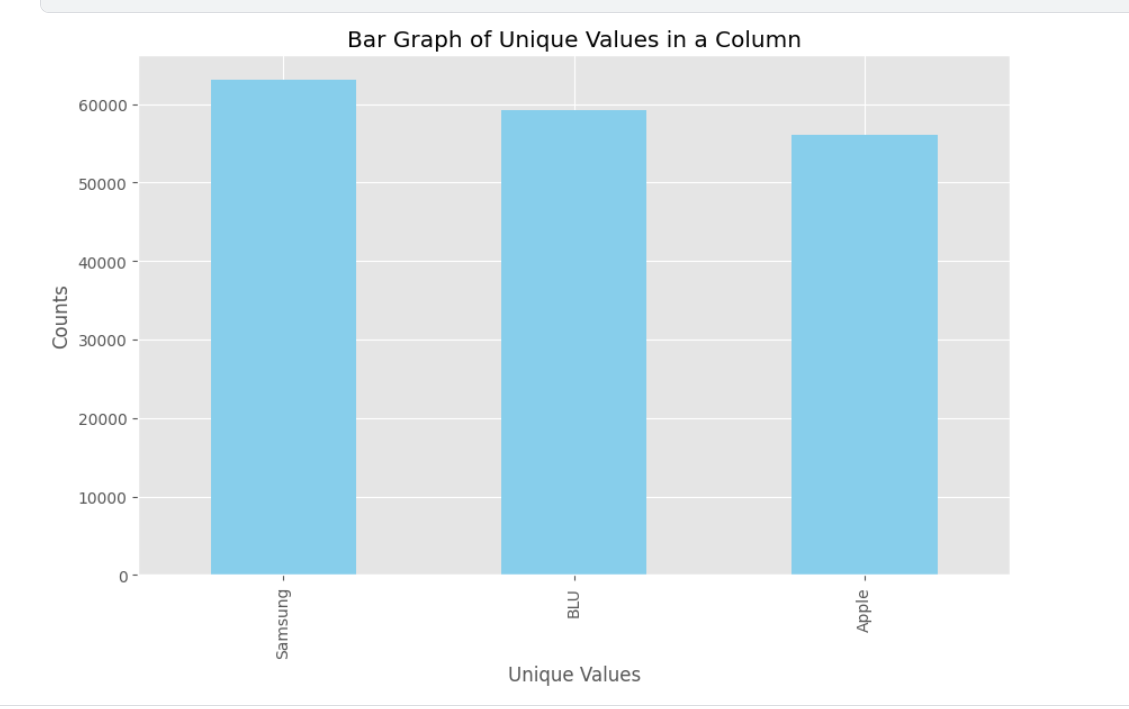 Bar Graph of Unique Values in a Column
60000
50000
40000
30000
20000
10000
0
Counts
Samsung
BLU
Apple
Unique Values